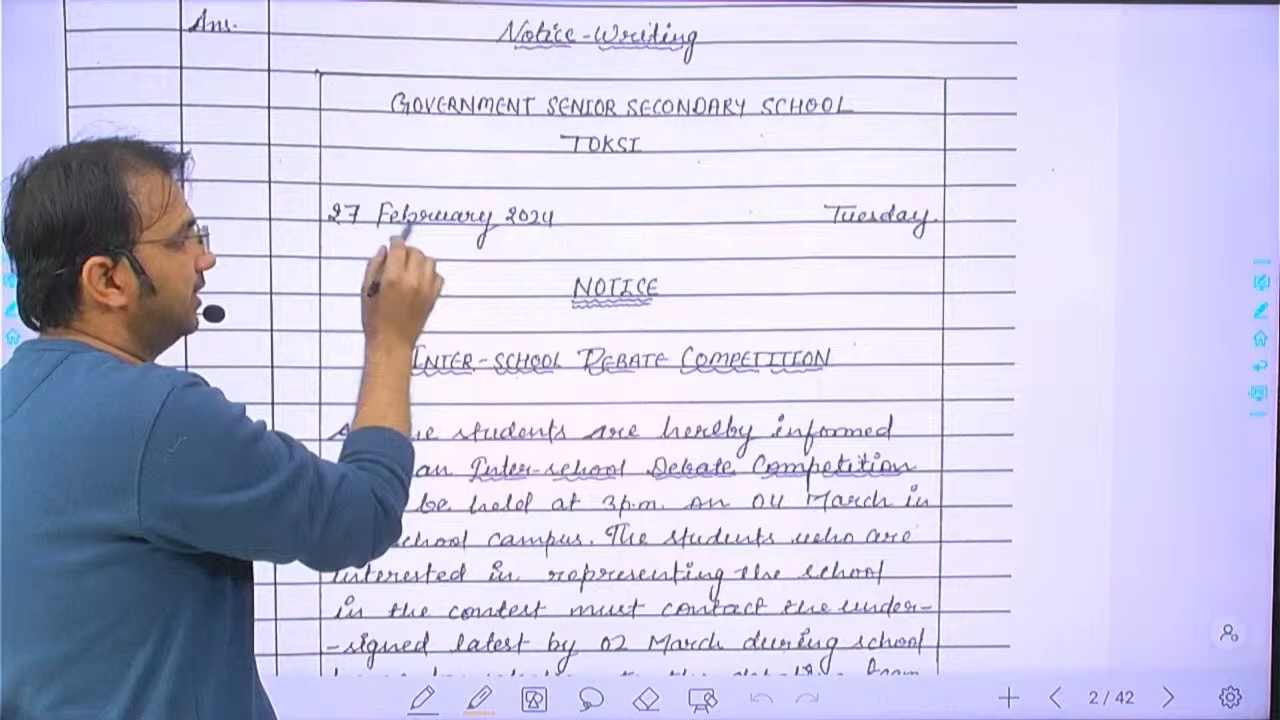 Ans.
Notice-Writing
GOVERNMENT SENIOR SECONDARY SCHOOL
TOKSI
27 February 2024 Tuesday.
NOTICE
INTER-SCHOOL DEBATE COMPETITION
students are hereby informed
an Inter-school Debate Competition
be held at 3p.m. on 04 March in
school campus. The students who are
interested in representing the school
in the contest must contact the under-
-signed latest by 02 March during school
2 / 42